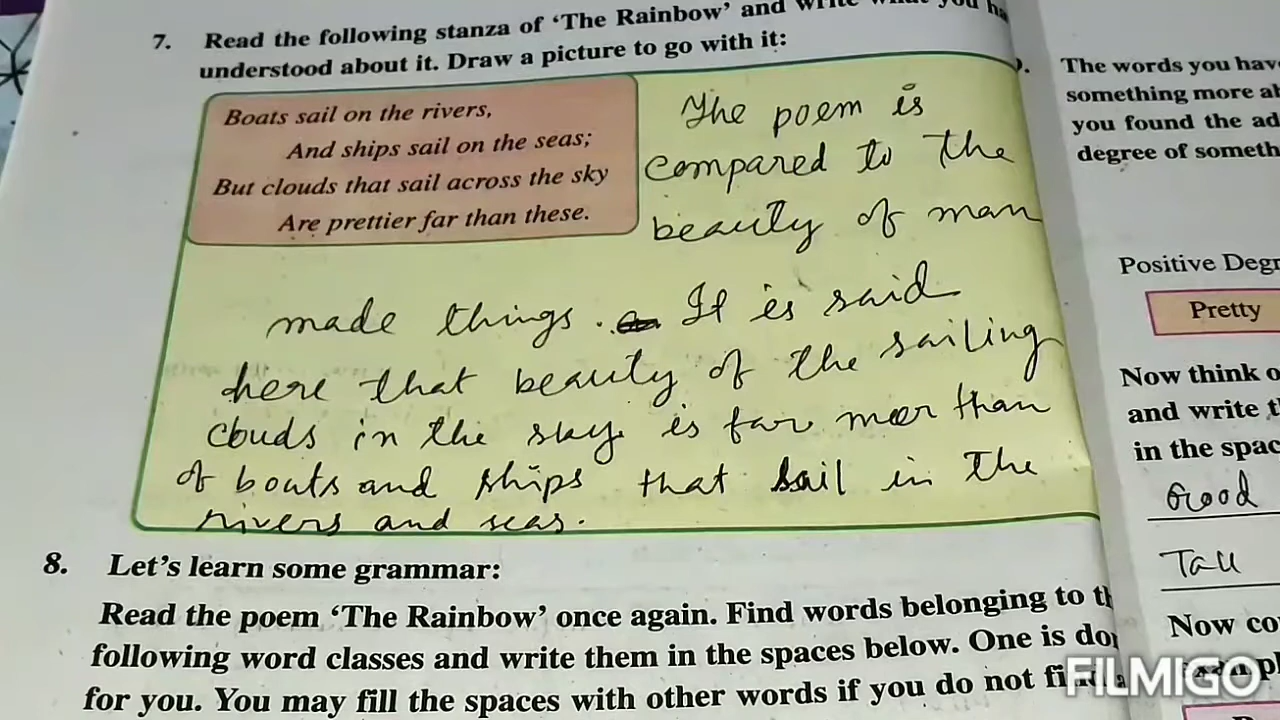 7. Read the following stanza of ‘The Rainbow’ and write what you ha
understood about it. Draw a picture to go with it:
Boats sail on the rivers,
And ships sail on the seas;
But clouds that sail across the sky
Are prettier far than these.
The poem is
compared to the
beauty of man
made things. It is said
here that beauty of the sailing
clouds in the sky is far moor than
of bouts and ships that sail in the
rivers and seas.
8. Let’s learn some grammar:
Read the poem ‘The Rainbow’ once again. Find words belonging to th
following word classes and write them in the spaces below. One is do
for you. You may fill the spaces with other words if you do not fin
The words you hav
something more a
you found the ad
degree of someth
Positive Degr
Pretty
Now think o
and write t
in the spac
Good
Tall
Now co
FILMIGO